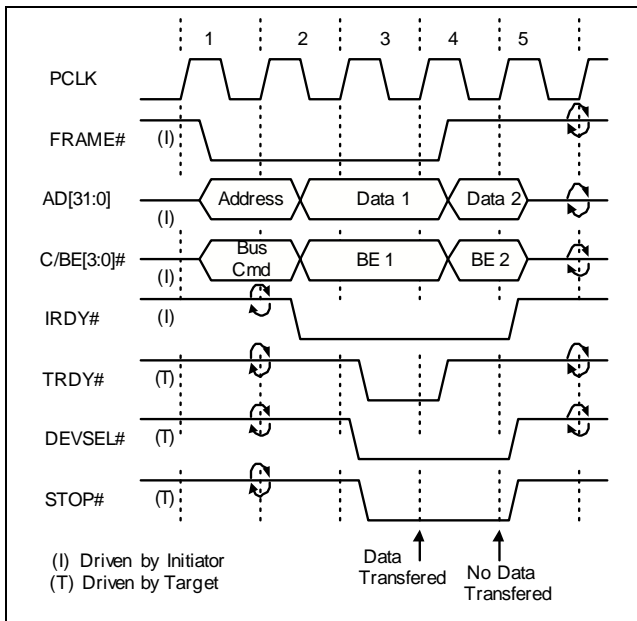 1 2 3 4 5
PCLK
FRAME# (I)
AD[31:0] (I) Address Data 1 Data 2
C/BE[3:0]# (I) Bus Cmd BE 1 BE 2
IRDY# (I)
TRDY# (T)
DEVSEL# (T)
STOP# (T)
(I) Driven by Initiator
(T) Driven by Target
Data
Transfered
No Data
Transfered